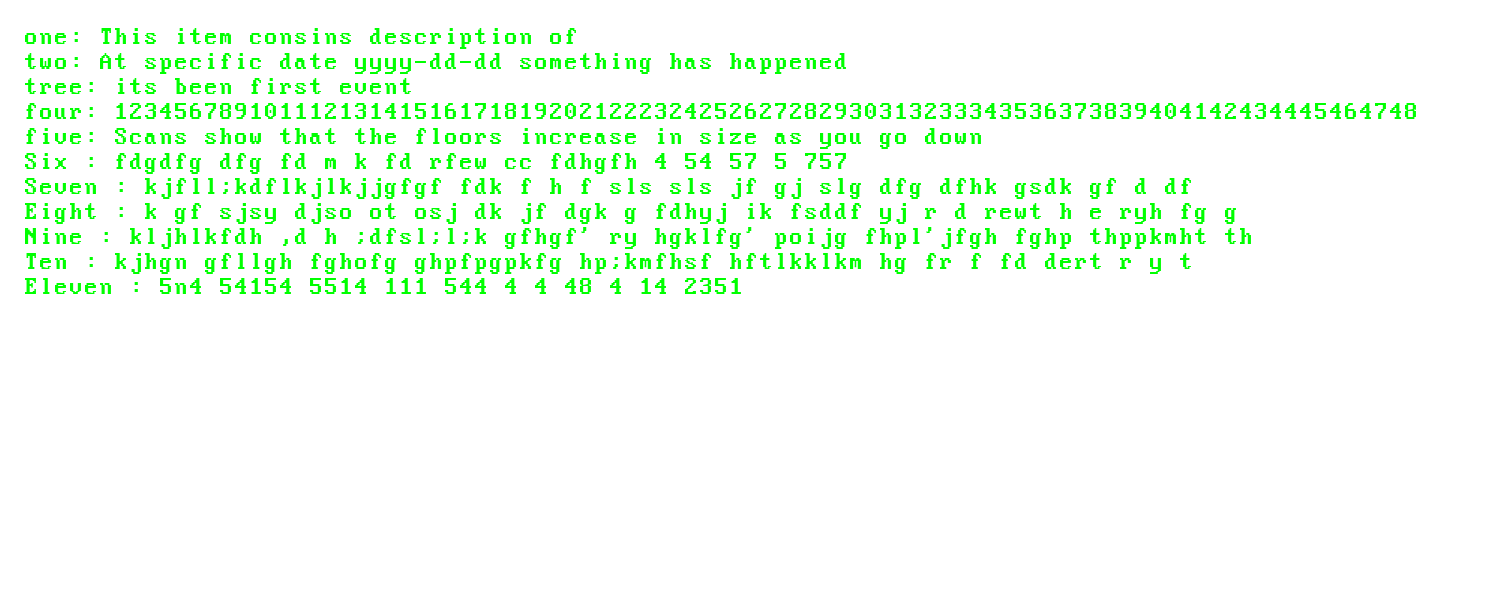 one: This item consins description of
two: At specific date yyyy-dd-dd something has happened
tree: its been first event
four: 123456789101112131415161718192021222324252627282930313233343536373839404142434445464748
five: Scans show that the floors increase in size as you go down
Six : fdgdfg dfg fd m k fd rfew cc fdhgfh 4 54 57 5 757
Seven : kjfll;kdflkjlkjjgfgf fdk f h f sls sls jf gj slg dfg dfhk gsdk gf d df
Eight : k gf sjsy djso ot osj dk jf dgk g fdhyj ik fsddf yj r d rewt h e ryh fg g
Nine : kljhlkfdh ,d h ;dfsl;l;k gfhgf' ry hgklfg' poijg fhpl'jfgh fghp thppkmht th
Ten : kjhgn gfllgh fghofg ghpfpgpkfg hp;kmfhsf hftlkklkm hg fr f fd dert r y t
Eleven : 5n4 54154 5514 111 544 4 4 48 4 14 2351